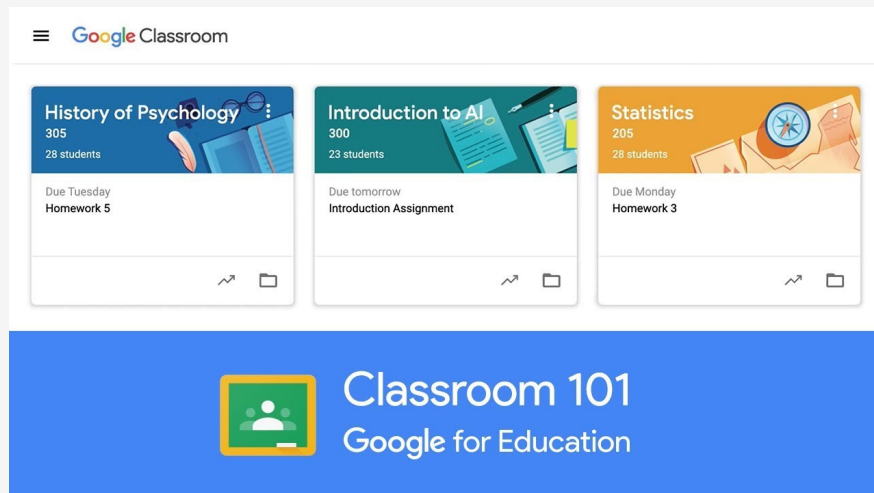 Google Classroom
History of Psychology
305
28 students
Due Tuesday
Homework 5
Introduction to AI
300
23 students
Due tomorrow
Introduction Assignment
Statistics
205
28 students
Due Monday
Homework 3
Classroom 101
Google for Education